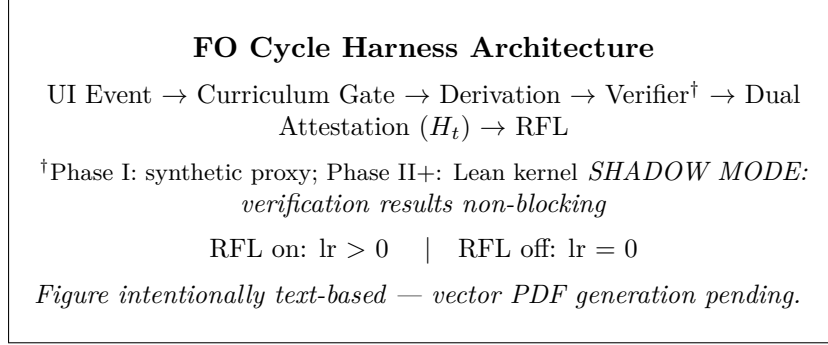 FO Cycle Harness Architecture
UI Event → Curriculum Gate → Derivation → Verifier† → Dual
Attestation (Hₜ) → RFL
†Phase I: synthetic proxy; Phase II+: Lean kernel SHADOW MODE:
verification results non-blocking
RFL on: lr > 0 | RFL off: lr = 0
Figure intentionally text-based — vector PDF generation pending.